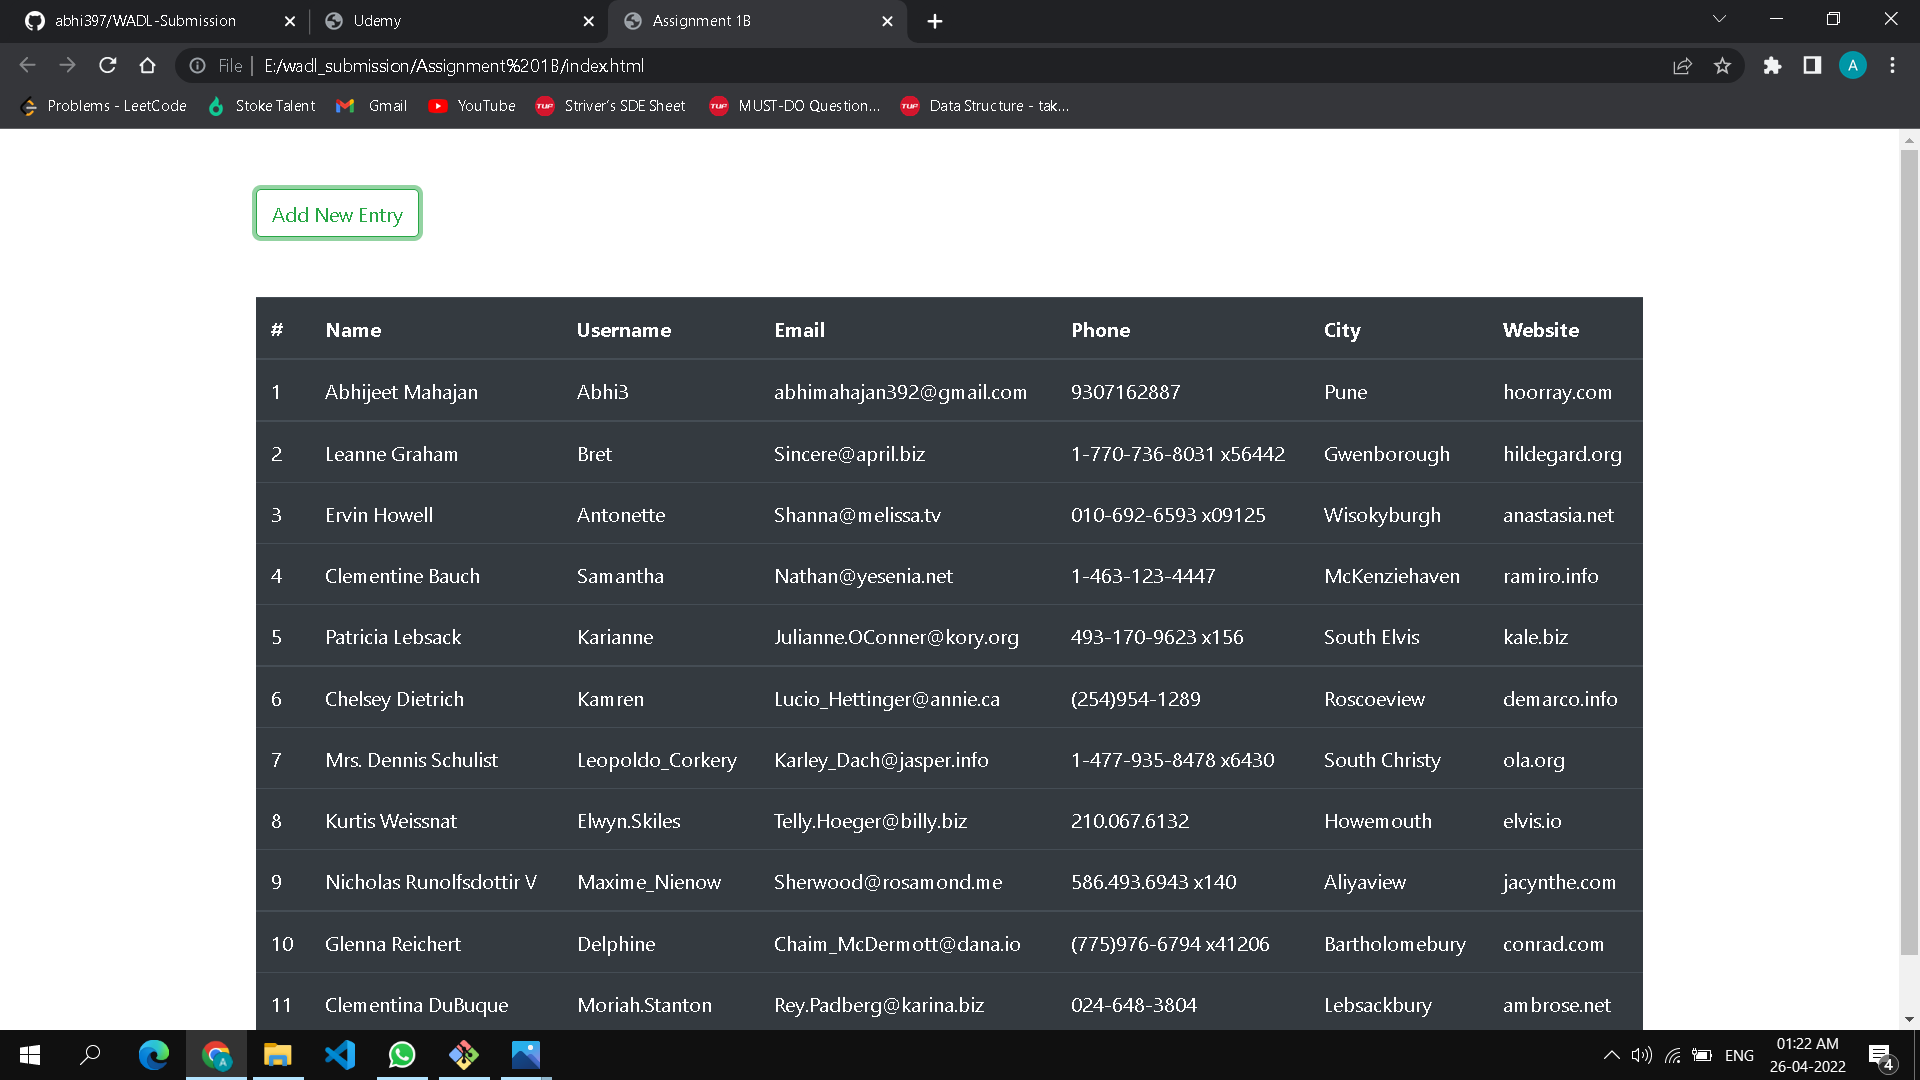 abhi397/WADL-Submission
Udemy
Assignment 1B
File | E:/wadl_submission/Assignment%201B/index.html
A
Problems - LeetCode
Stoke Talent
Gmail
YouTube
TUF Striver's SDE Sheet
TUF MUST-DO Question...
TUF Data Structure - tak...
Add New Entry
# Name Username Email Phone City Website
1 Abhijeet Mahajan Abhi3 abhimahajan392@gmail.com 9307162887 Pune hoorray.com
2 Leanne Graham Bret Sincere@april.biz 1-770-736-8031 x56442 Gwenborough hildegard.org
3 Ervin Howell Antonette Shanna@melissa.tv 010-692-6593 x09125 Wisokyburgh anastasia.net
4 Clementine Bauch Samantha Nathan@yesenia.net 1-463-123-4447 McKenziehaven ramiro.info
5 Patricia Lebsack Karianne Julianne.OConner@kory.org 493-170-9623 x156 South Elvis kale.biz
6 Chelsey Dietrich Kamren Lucio_Hettinger@annie.ca (254)954-1289 Roscoeview demarco.info
7 Mrs. Dennis Schulist Leopoldo_Corkery Karley_Dach@jasper.info 1-477-935-8478 x6430 South Christy ola.org
8 Kurtis Weissnat Elwyn.Skiles Telly.Hoeger@billy.biz 210.067.6132 Howemouth elvis.io
9 Nicholas Runolfsdottir V Maxime_Nienow Sherwood@rosamond.me 586.493.6943 x140 Aliyaview jacynthe.com
10 Glenna Reichert Delphine Chaim_McDermott@dana.io (775)976-6794 x41206 Bartholomebury conrad.com
11 Clementina DuBuque Moriah.Stanton Rey.Padberg@karina.biz 024-648-3804 Lebsackbury ambrose.net
A
ENG
01:22 AM
26-04-2022
4